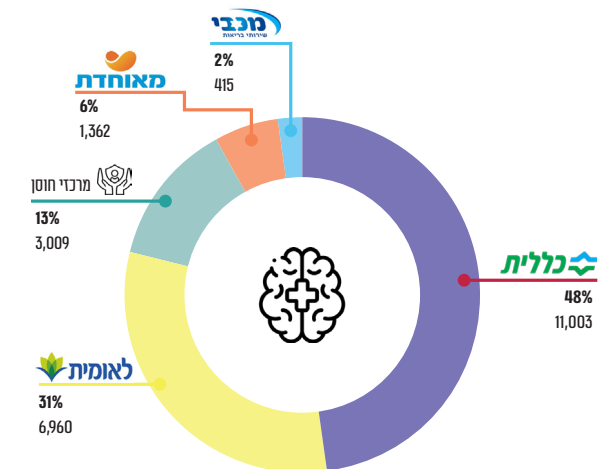 מכבי
שירותי בריאות
2%
415
מאוחדת
6%
1,362
מרכזי חוסן
13%
3,009
כללית
48%
11,003
לאומית
31%
6,960